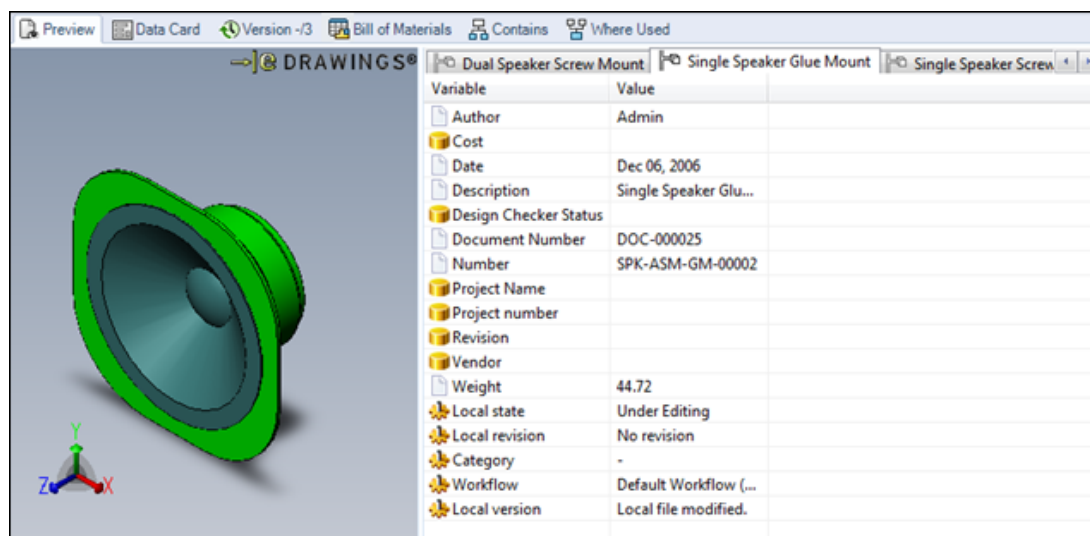 Preview Data Card Version -/3 Bill of Materials Contains Where Used
DRAWINGS®
Dual Speaker Screw Mount Single Speaker Glue Mount Single Speaker Screw
Variable Value
Author Admin
Cost
Date Dec 06, 2006
Description Single Speaker Glu...
Design Checker Status
Document Number DOC-000025
Number SPK-ASM-GM-00002
Project Name
Project number
Revision
Vendor
Weight 44.72
Local state Under Editing
Local revision No revision
Category -
Workflow Default Workflow (...
Local version Local file modified.
Y
Z X